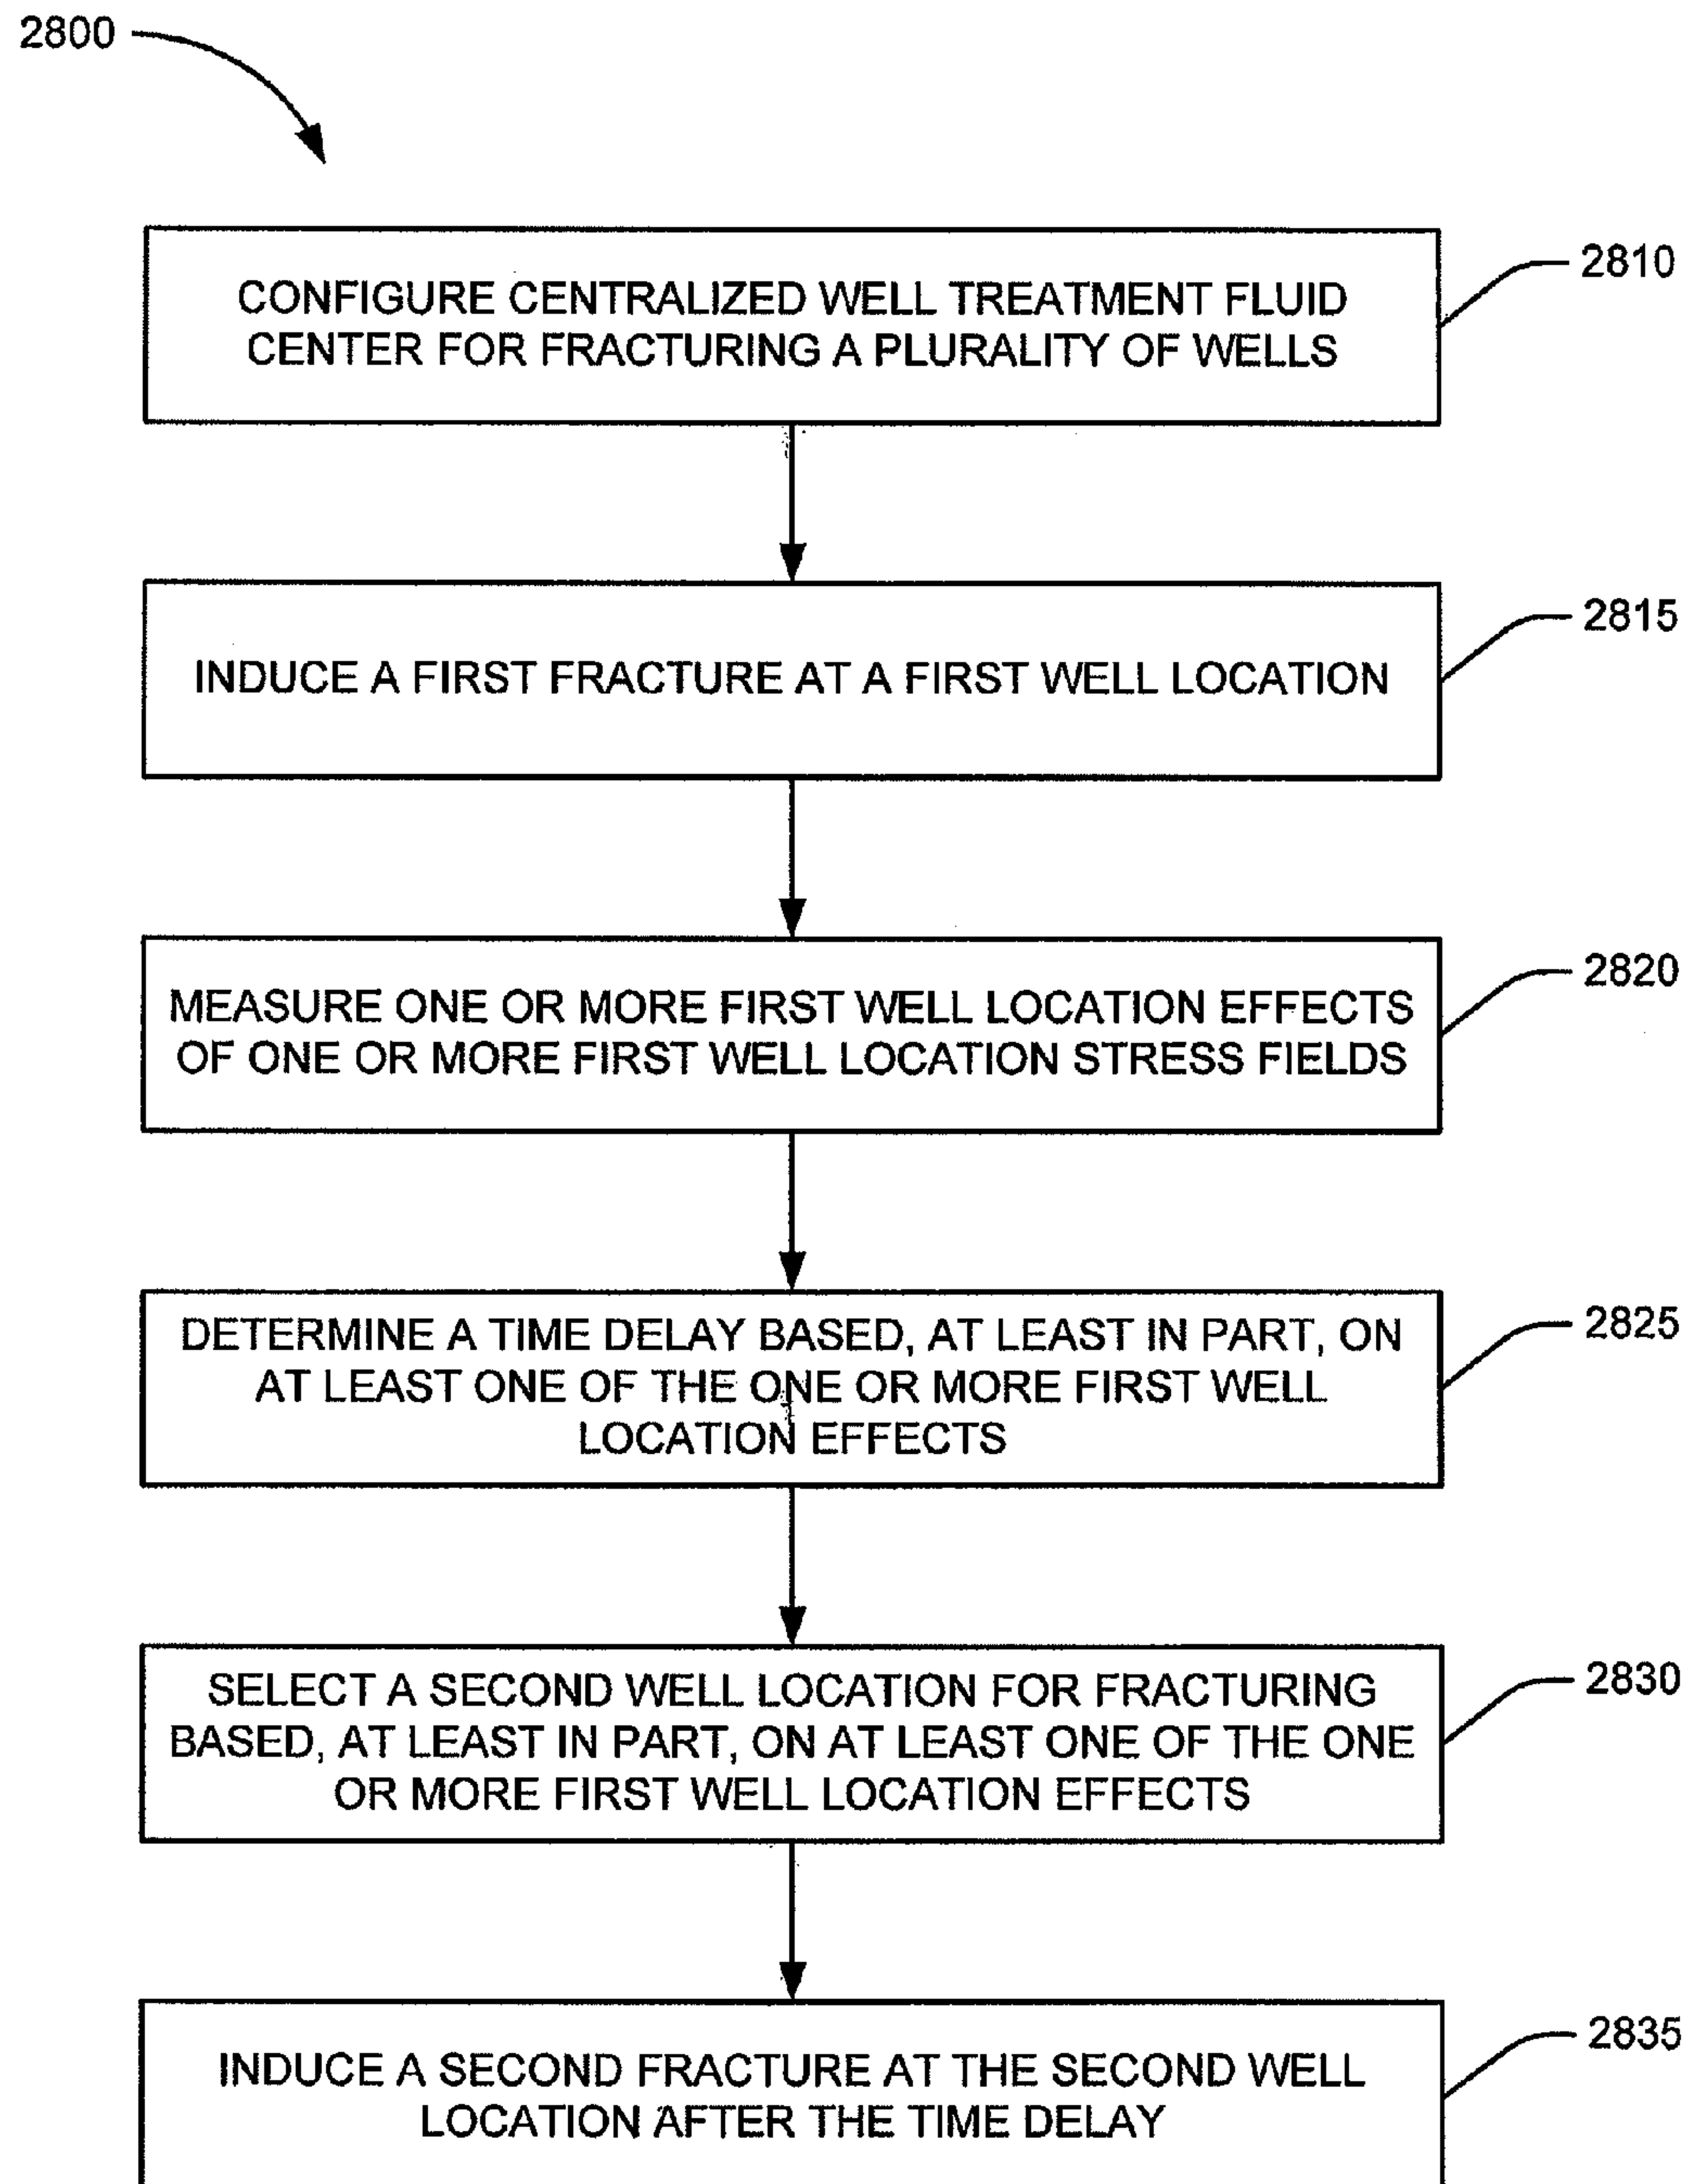 2800
CONFIGURE CENTRALIZED WELL TREATMENT FLUID
CENTER FOR FRACTURING A PLURALITY OF WELLS
2810
INDUCE A FIRST FRACTURE AT A FIRST WELL LOCATION
2815
MEASURE ONE OR MORE FIRST WELL LOCATION EFFECTS
OF ONE OR MORE FIRST WELL LOCATION STRESS FIELDS
2820
DETERMINE A TIME DELAY BASED, AT LEAST IN PART, ON
AT LEAST ONE OF THE ONE OR MORE FIRST WELL
LOCATION EFFECTS
2825
SELECT A SECOND WELL LOCATION FOR FRACTURING
BASED, AT LEAST IN PART, ON AT LEAST ONE OF THE ONE
OR MORE FIRST WELL LOCATION EFFECTS
2830
INDUCE A SECOND FRACTURE AT THE SECOND WELL
LOCATION AFTER THE TIME DELAY
2835